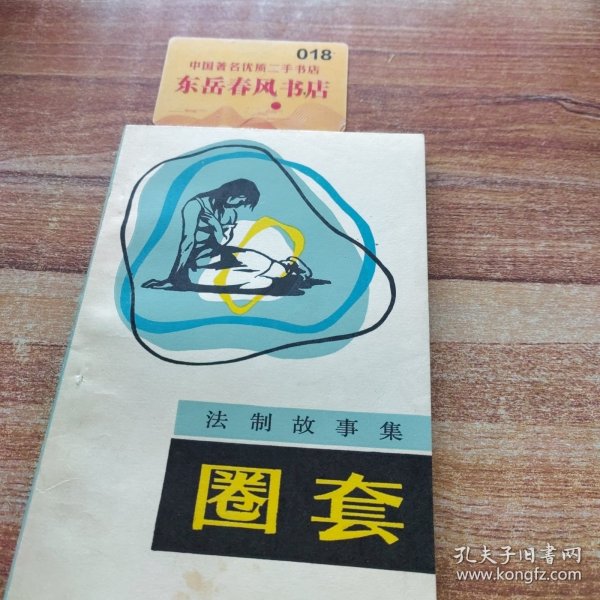 018
中国著名优质二手书店
东岳春风书店
法制故事集
圈套
孔夫子旧书网
www.kongfz.com